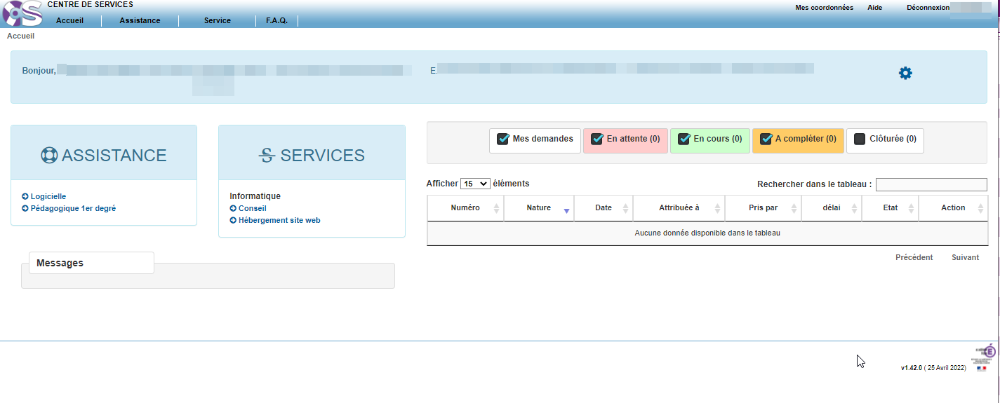 CENTRE DE SERVICES
Mes coordonnées Aide Déconnexion
Accueil Assistance Service F.A.Q.
Accueil
Bonjour, E.
ASSISTANCE
Logicielle
Pédagogique 1er degré
SERVICES
Informatique
Conseil
Hébergement site web
Messages
Mes demandes En attente (0) En cours (0) A compléter (0) Clôturée (0)
Afficher 15 éléments Rechercher dans le tableau :
Numéro Nature Date Attribuée à Pris par délai Etat Action
Aucune donnée disponible dans le tableau
Précédent Suivant
v1.42.0 ( 25 Avril 2022)